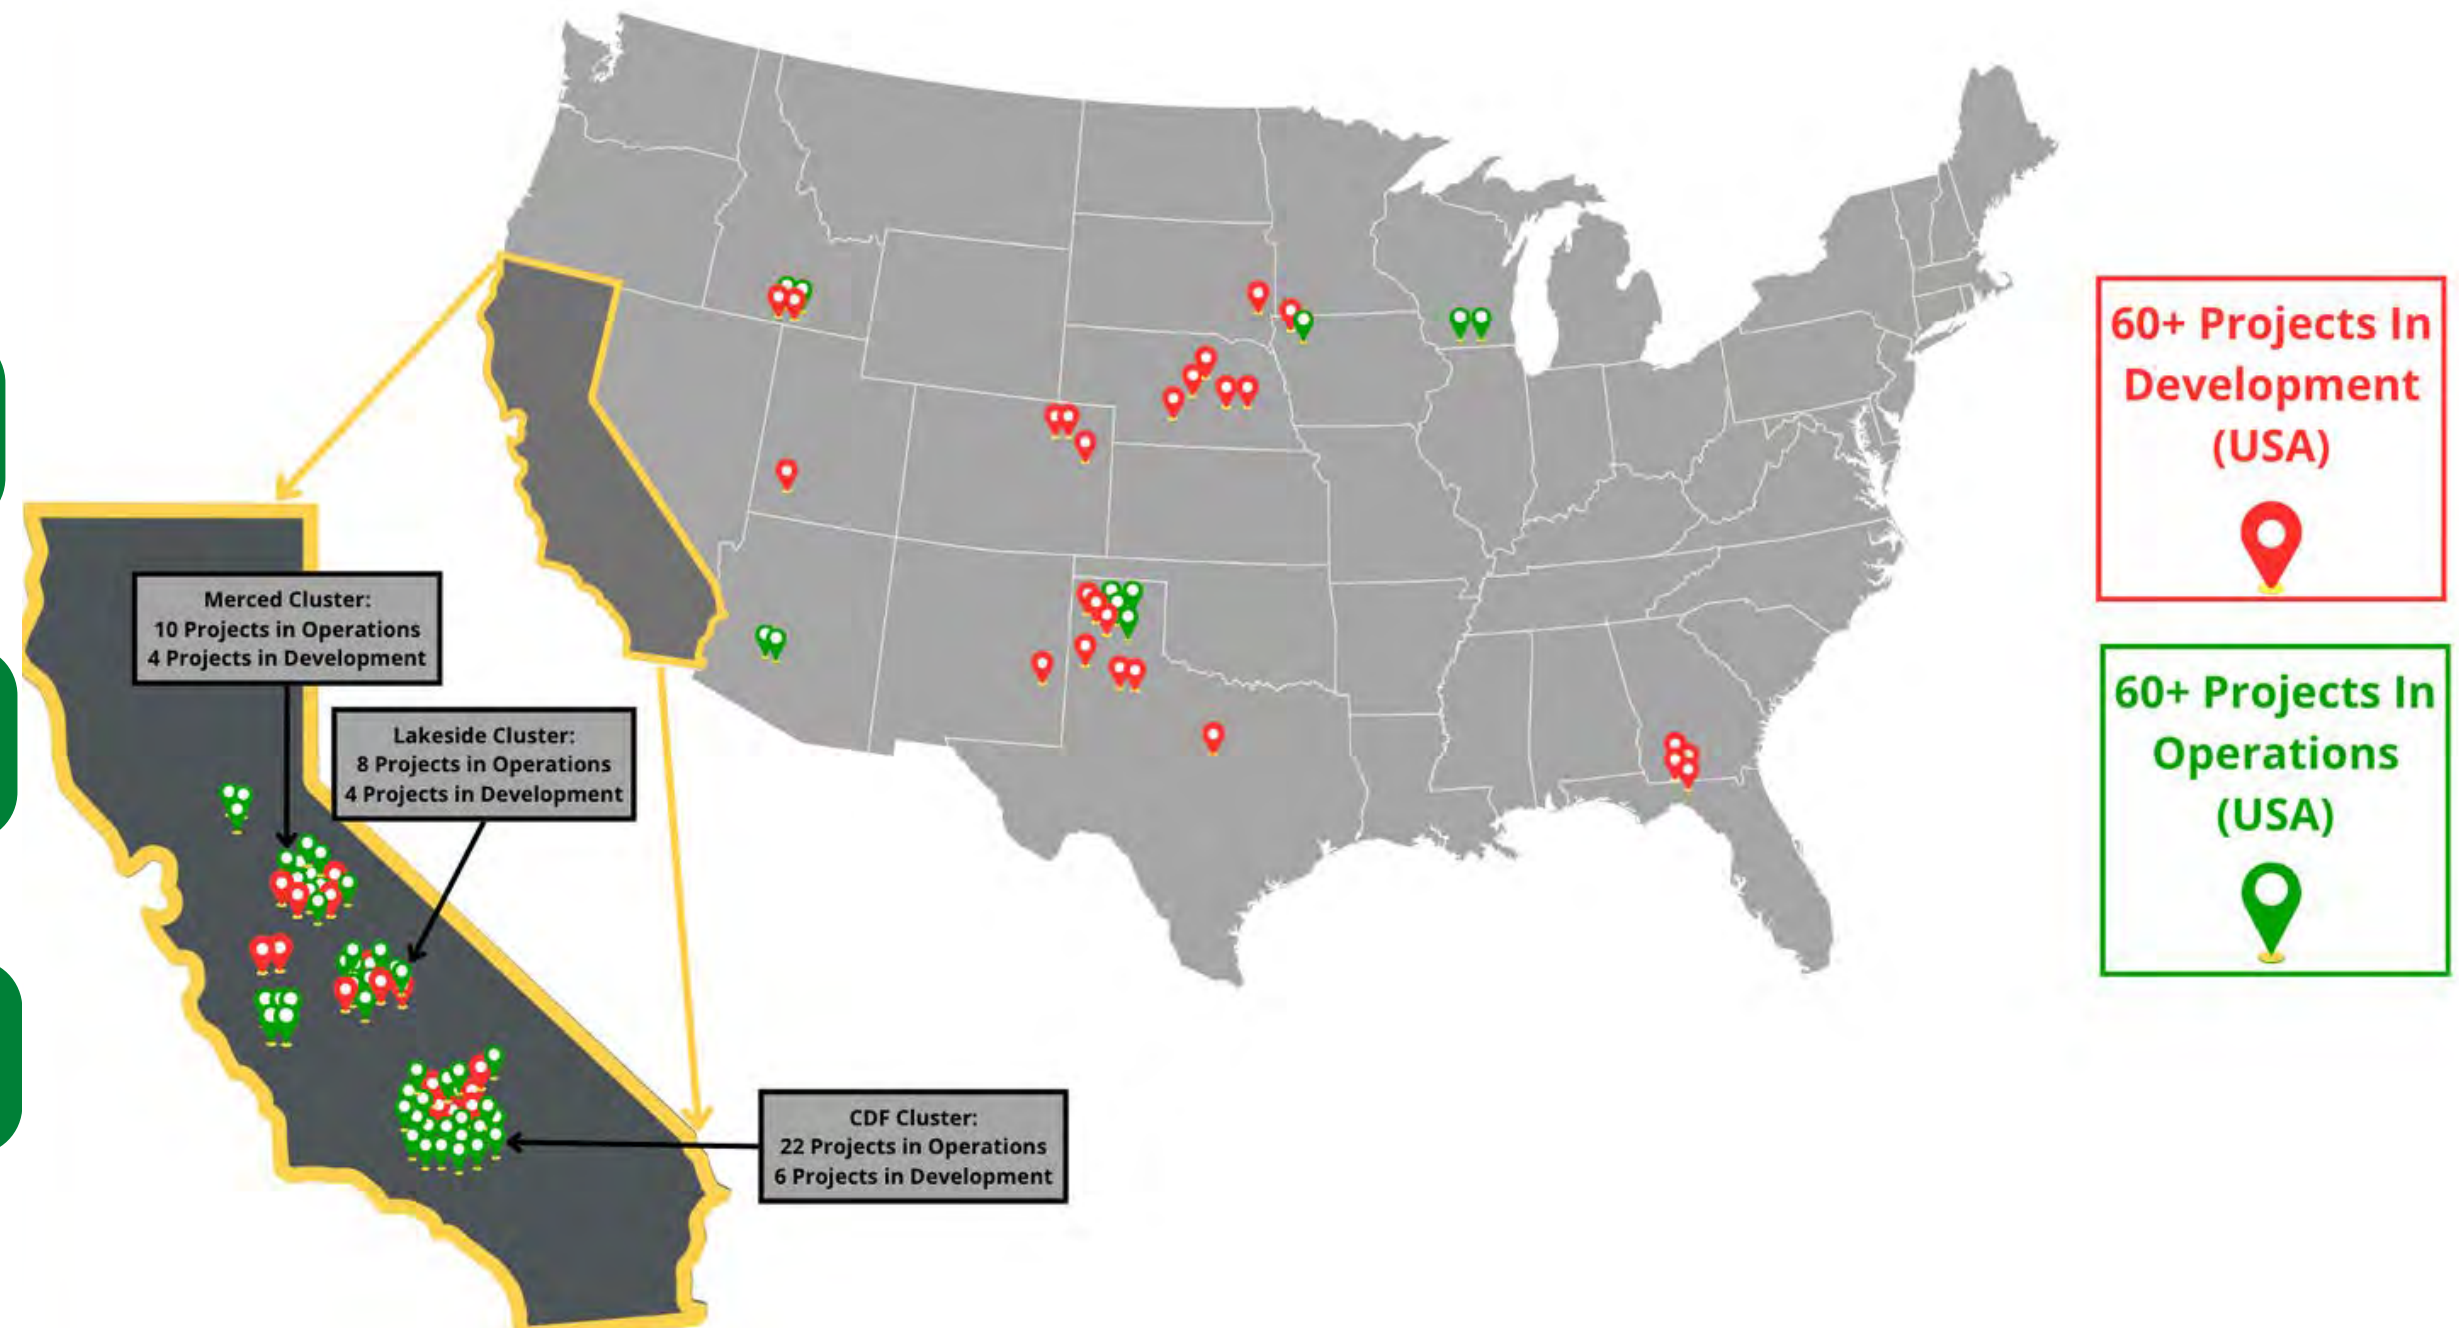 Merced Cluster:
10 Projects in Operations
4 Projects in Development
Lakeside Cluster:
8 Projects in Operations
4 Projects in Development
CDF Cluster:
22 Projects in Operations
6 Projects in Development
60+ Projects In
Development
(USA)
60+ Projects In
Operations
(USA)